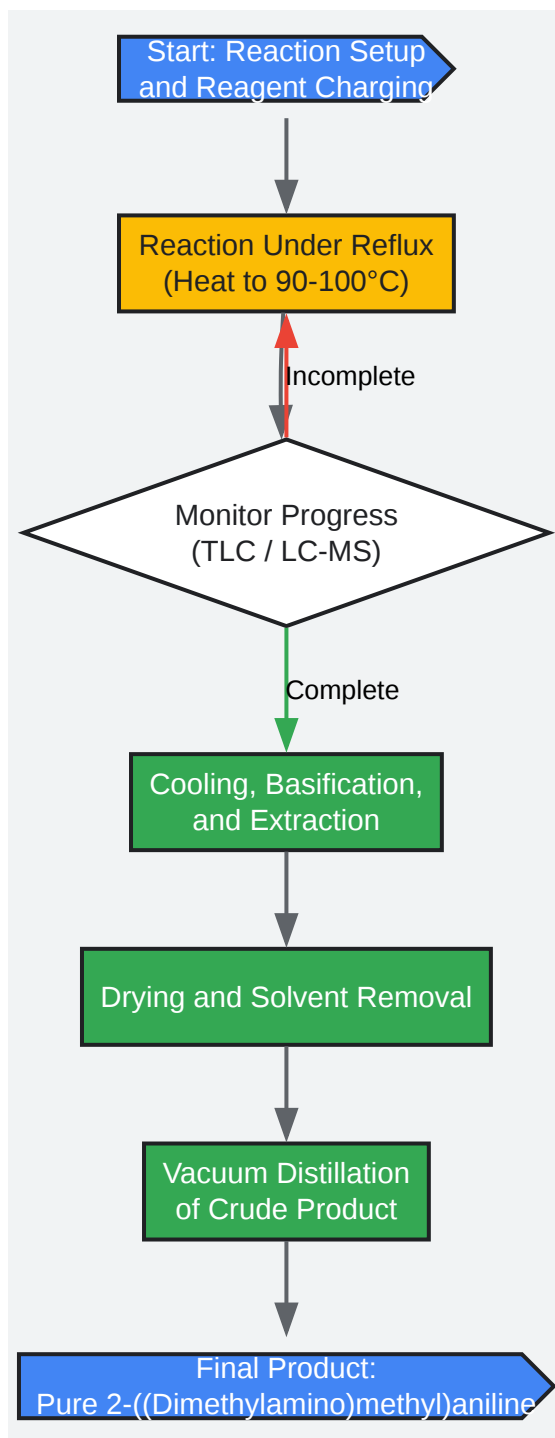 Start: Reaction Setup
and Reagent Charging
Reaction Under Reflux
(Heat to 90-100°C)
Incomplete
Monitor Progress
(TLC / LC-MS)
Complete
Cooling, Basification,
and Extraction
Drying and Solvent Removal
Vacuum Distillation
of Crude Product
Final Product:
Pure 2-((Dimethylamino)methyl)aniline